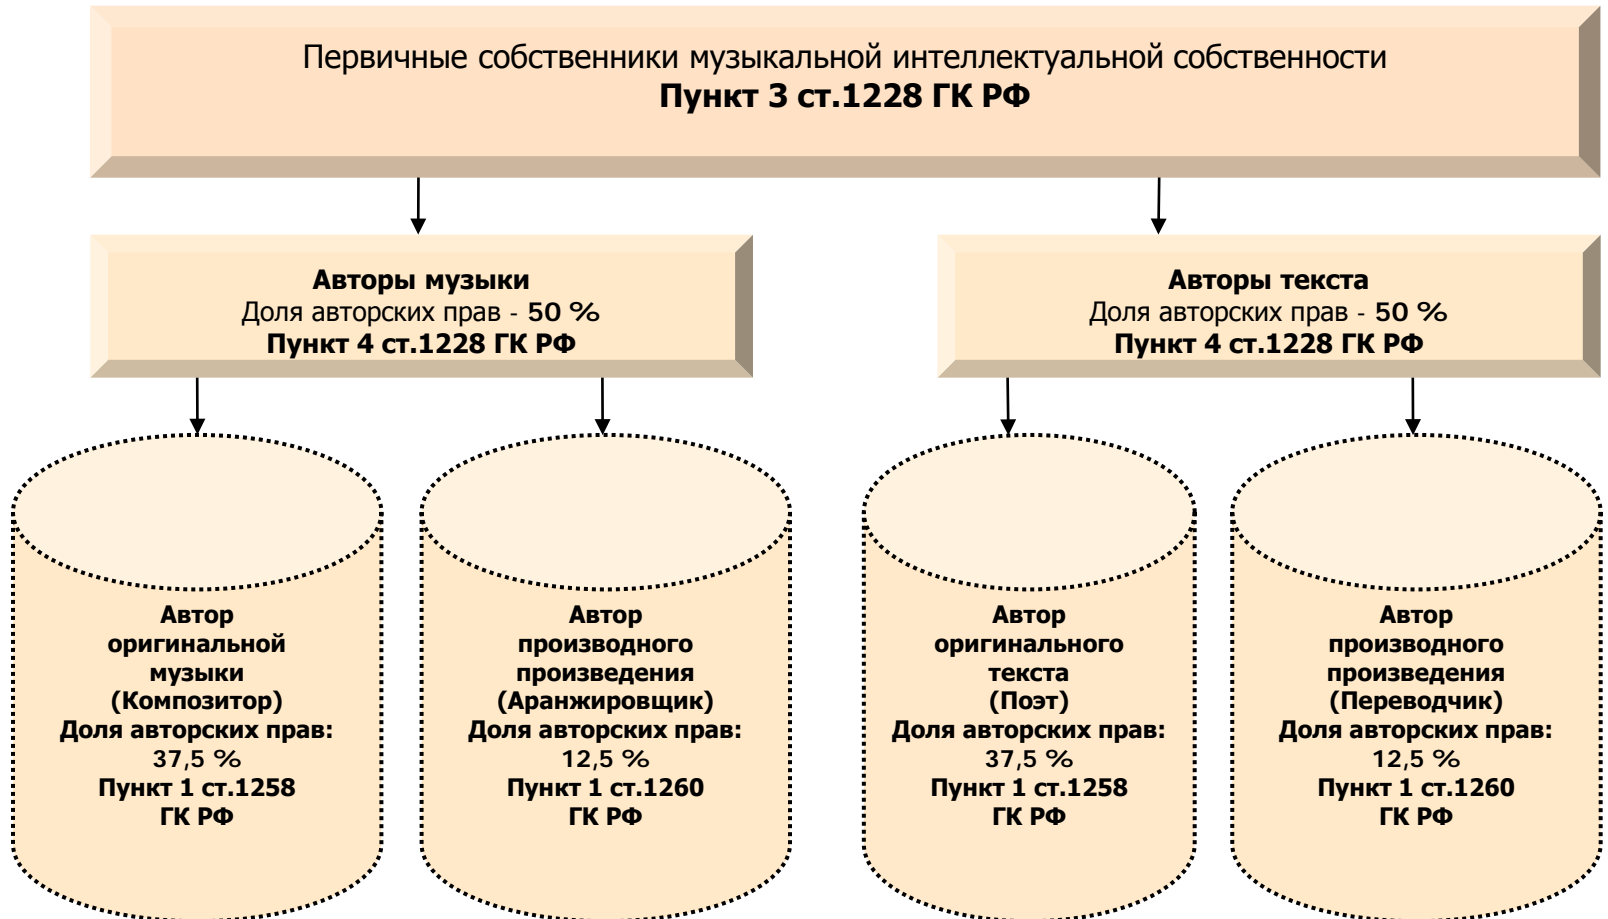 Первичные собственники музыкальной интеллектуальной собственности
Пункт 3 ст.1228 ГК РФ
Авторы музыки
Доля авторских прав - 50 %
Пункт 4 ст.1228 ГК РФ
Авторы текста
Доля авторских прав - 50 %
Пункт 4 ст.1228 ГК РФ
Автор
оригинальной
музыки
(Композитор)
Доля авторских прав:
37,5 %
Пункт 1 ст.1258
ГК РФ
Автор
производного
произведения
(Аранжировщик)
Доля авторских прав:
12,5 %
Пункт 1 ст.1260
ГК РФ
Автор
оригинального
текста
(Поэт)
Доля авторских прав:
37,5 %
Пункт 1 ст.1258
ГК РФ
Автор
производного
произведения
(Переводчик)
Доля авторских прав:
12,5 %
Пункт 1 ст.1260
ГК РФ